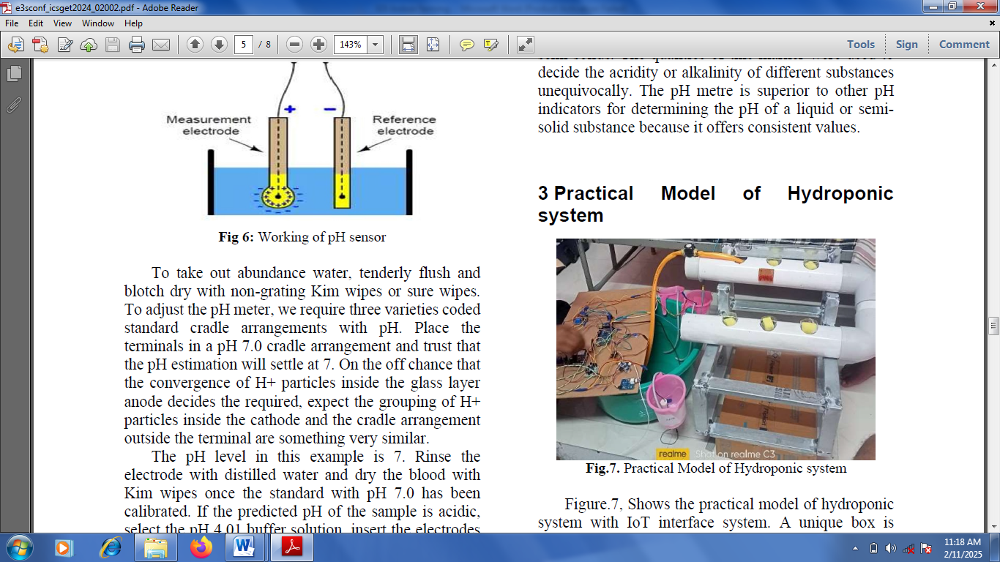 e3sconf_icsget2024_02002.pdf - Adobe Reader
File Edit View Window Help
5 / 8
143%
Tools Sign Comment
+ −
Measurement electrode
Reference electrode
Fig 6: Working of pH sensor
To take out abundance water, tenderly flush and
blotch dry with non-grating Kim wipes or sure wipes.
To adjust the pH meter, we require three varieties coded
standard cradle arrangements with pH. Place the
terminals in a pH 7.0 cradle arrangement and trust that
the pH estimation will settle at 7. On the off chance that
the convergence of H+ particles inside the glass layer
anode decides the required, expect the grouping of H+
particles inside the cathode and the cradle arrangement
outside the terminal are something very similar.
The pH level in this example is 7. Rinse the
electrode with distilled water and dry the blood with
Kim wipes once the standard with pH 7.0 has been
calibrated. If the predicted pH of the sample is acidic,
select the pH 4.01 buffer solution, insert the electrodes
decide the acridity or alkalinity of different substances
unequivocally. The pH metre is superior to other pH
indicators for determining the pH of a liquid or semi-
solid substance because it offers consistent values.
3 Practical Model of Hydroponic
system
realme Shot on realme C3
Fig.7. Practical Model of Hydroponic system
Figure.7, Shows the practical model of hydroponic
system with IoT interface system. A unique box is
11:18 AM
2/11/2025